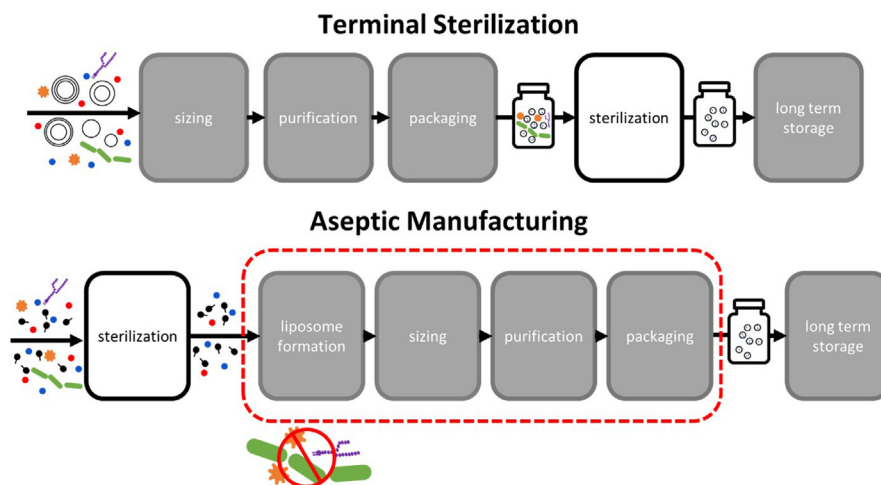 Terminal Sterilization
sizing
purification
packaging
sterilization
long term
storage
Aseptic Manufacturing
sterilization
liposome
formation
sizing
purification
packaging
long term
storage